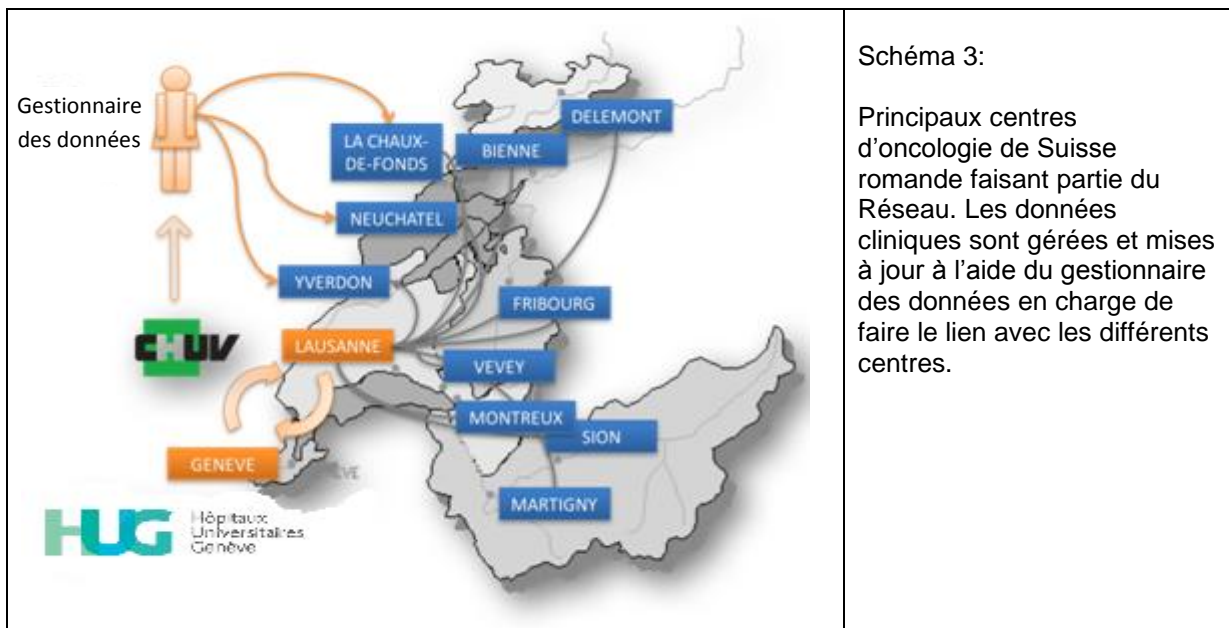 Gestionnaire
des données
DELEMONT
LA CHAUX-
DE-FONDS
BIENNE
NEUCHATEL
YVERDON
FRIBOURG
CHUV
LAUSANNE
VEVEY
MONTREUX
SION
GENEVE
MARTIGNY
HUG
Hôpitaux
Universitaires
Genève
Schéma 3:
Principaux centres
d’oncologie de Suisse
romande faisant partie du
Réseau. Les données
cliniques sont gérées et mises
à jour à l’aide du gestionnaire
des données en charge de
faire le lien avec les différents
centres.